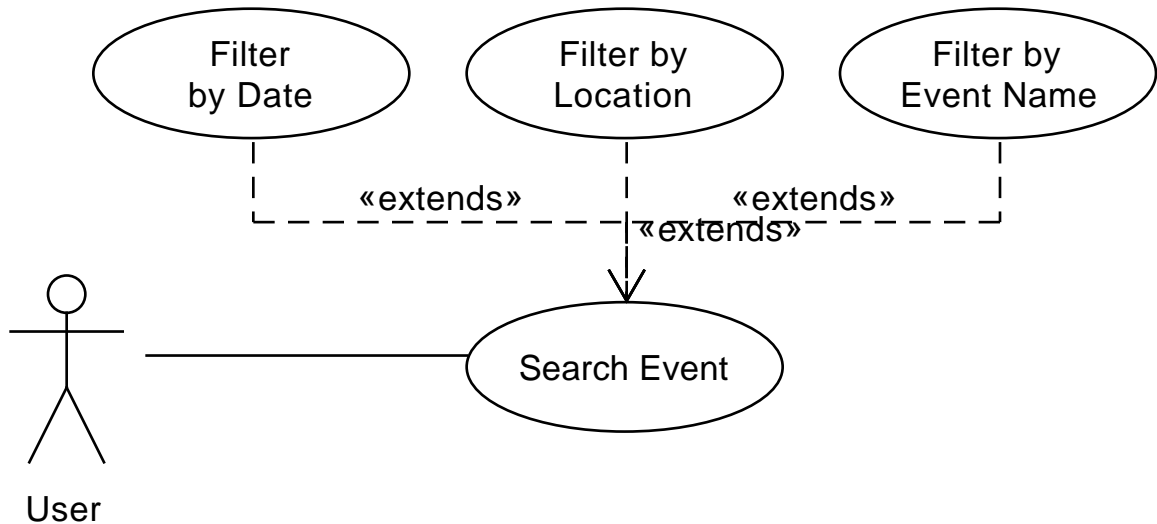 Filter
by Date
Filter by
Location
Filter by
Event Name
«extends»
«extends»
«extends»
Search Event
User